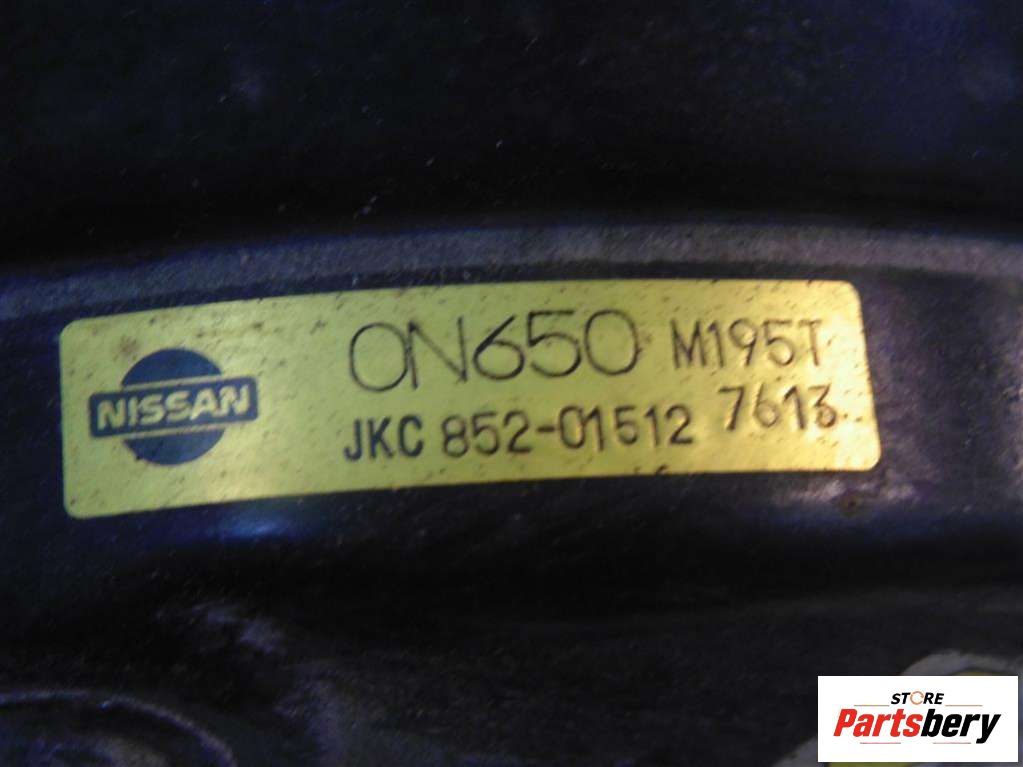 NISSAN
0N650 M195T
JKC 852-01512 7613
STORE
Partsbery